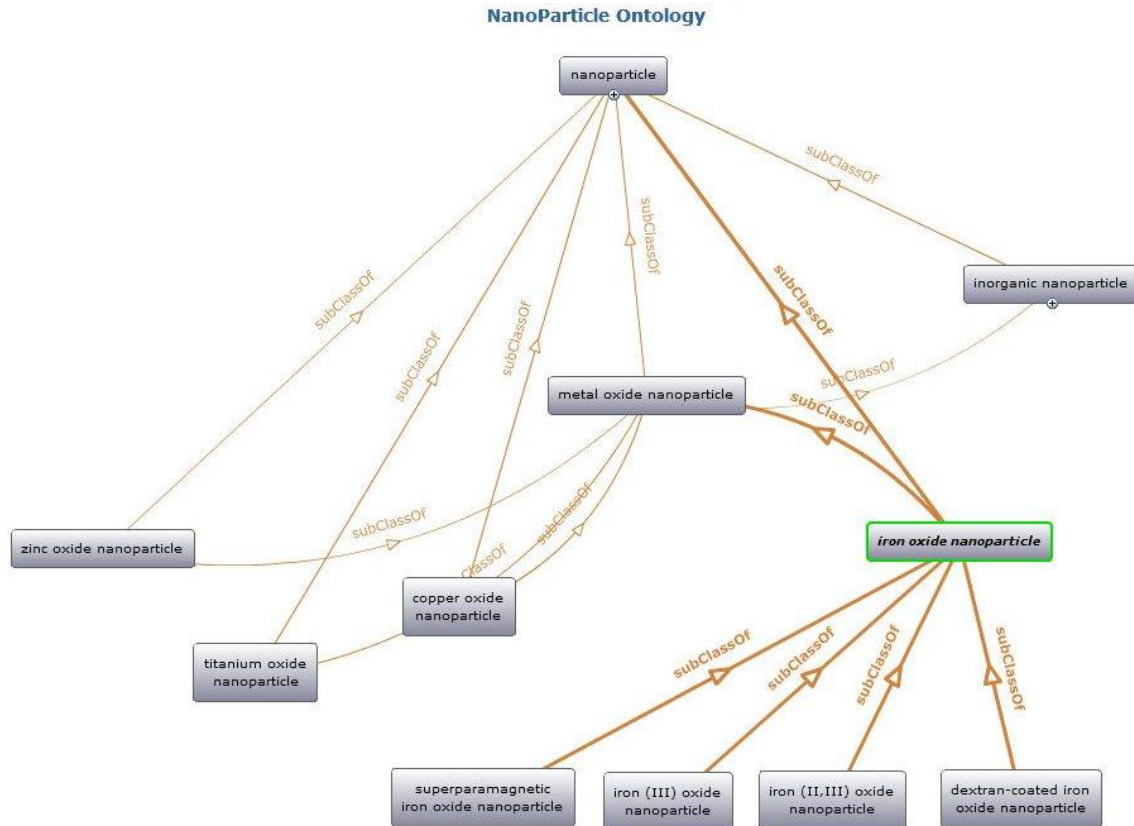 NanoParticle Ontology
nanoparticle
subClassOf
inorganic nanoparticle
subClassOf
subClassOf
subClassOf
subClassOf
subClassOf
subClassOf
metal oxide nanoparticle
subClassOf
subClassOf
zinc oxide nanoparticle
subClassOf
subClassOf
iron oxide nanoparticle
ClassOf
copper oxide
nanoparticle
titanium oxide
nanoparticle
subClassOf
subClassOf
subClassOf
subClassOf
superparamagnetic
iron oxide nanoparticle
iron (III) oxide
nanoparticle
iron (II,III) oxide
nanoparticle
dextran-coated iron
oxide nanoparticle